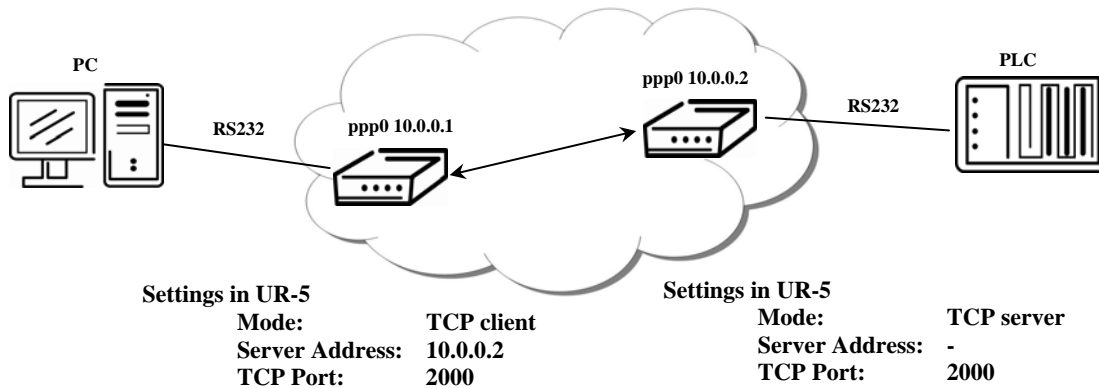 PC
PLC
ppp0 10.0.0.2
RS232
RS232
ppp0 10.0.0.1
Settings in UR-5
Mode: TCP client
Server Address: 10.0.0.2
TCP Port: 2000
Settings in UR-5
Mode: TCP server
Server Address: -
TCP Port: 2000